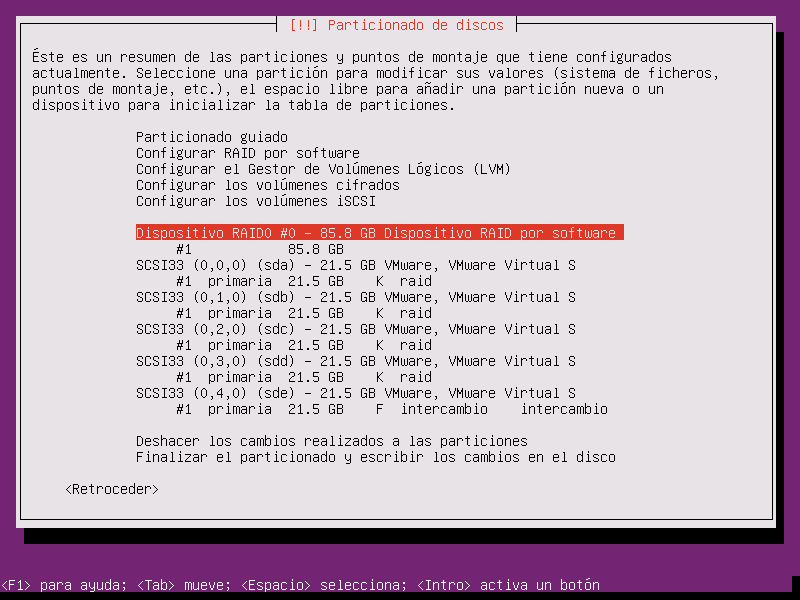 [!!] Particionado de discos
Éste es un resumen de las particiones y puntos de montaje que tiene configurados
actualmente. Seleccione una partición para modificar sus valores (sistema de ficheros,
puntos de montaje, etc.), el espacio libre para añadir una partición nueva o un
dispositivo para inicializar la tabla de particiones.
Particionado guiado
Configurar RAID por software
Configurar el Gestor de Volúmenes Lógicos (LVM)
Configurar los volúmenes cifrados
Configurar los volúmenes iSCSI
Dispositivo RAID0 #0 - 85.8 GB Dispositivo RAID por software
#1 85.8 GB
SCSI33 (0,0,0) (sda) - 21.5 GB VMware, VMware Virtual S
#1 primaria 21.5 GB K raid
SCSI33 (0,1,0) (sdb) - 21.5 GB VMware, VMware Virtual S
#1 primaria 21.5 GB K raid
SCSI33 (0,2,0) (sdc) - 21.5 GB VMware, VMware Virtual S
#1 primaria 21.5 GB K raid
SCSI33 (0,3,0) (sdd) - 21.5 GB VMware, VMware Virtual S
#1 primaria 21.5 GB K raid
SCSI33 (0,4,0) (sde) - 21.5 GB VMware, VMware Virtual S
#1 primaria 21.5 GB F intercambio intercambio
Deshacer los cambios realizados a las particiones
Finalizar el particionado y escribir los cambios en el disco
<Retroceder>
<F1> para ayuda; <Tab> mueve; <Espacio> selecciona; <Intro> activa un botón